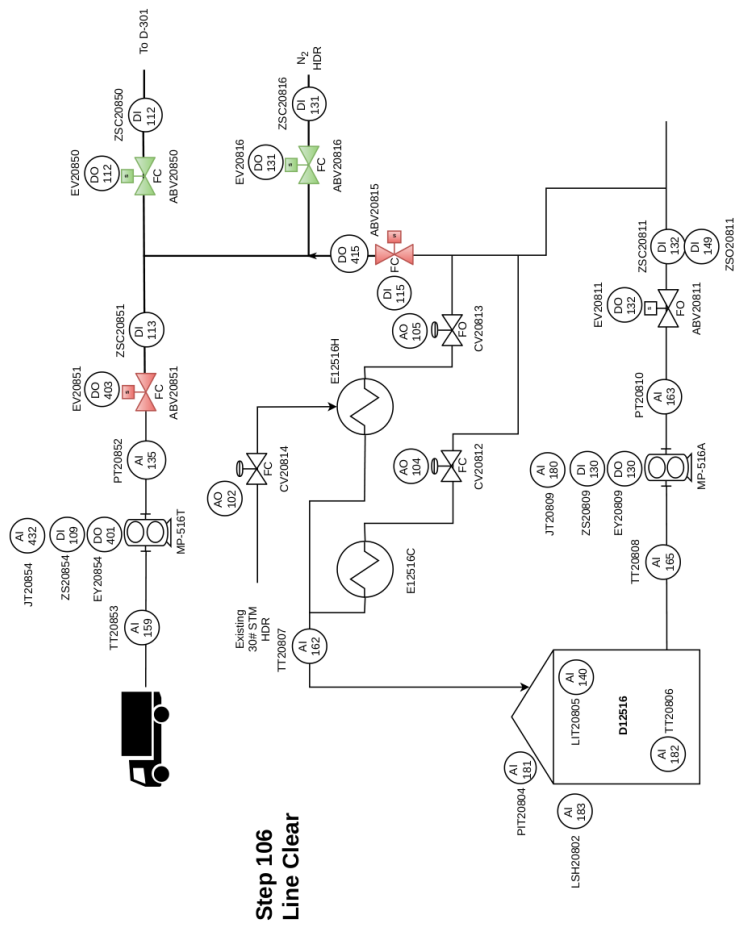 Step 106
Line Clear
To D-301
ZSC20850
DI
112
EV20850
DO
112
FC
ABV20850
N2
HDR
ZSC20816
DI
131
EV20816
DO
131
FC
ABV20816
ZSC20851
DI
113
EV20851
DO
403
FC
ABV20851
PT20852
AI
135
JT20854
AI
432
ZS20854
DI
109
EY20854
DO
401
MP-516T
TT20853
AI
159
ABV20815
DO
415
FC
DI
115
AO
105
FO
CV20813
E12516H
AO
102
FC
CV20814
AO
104
FC
CV20812
E12516C
Existing
30# STM
HDR
TT20807
AI
162
ZSC20811
DI
132
DI
149
ZSO20811
EV20811
DO
132
FO
ABV20811
PT20810
AI
163
JT20809
AI
180
ZS20809
DI
130
EY20809
DO
130
MP-516A
TT20808
AI
165
LIT20805
AI
140
D12516
TT20806
AI
182
PIT20804
AI
181
LSH20802
AI
183